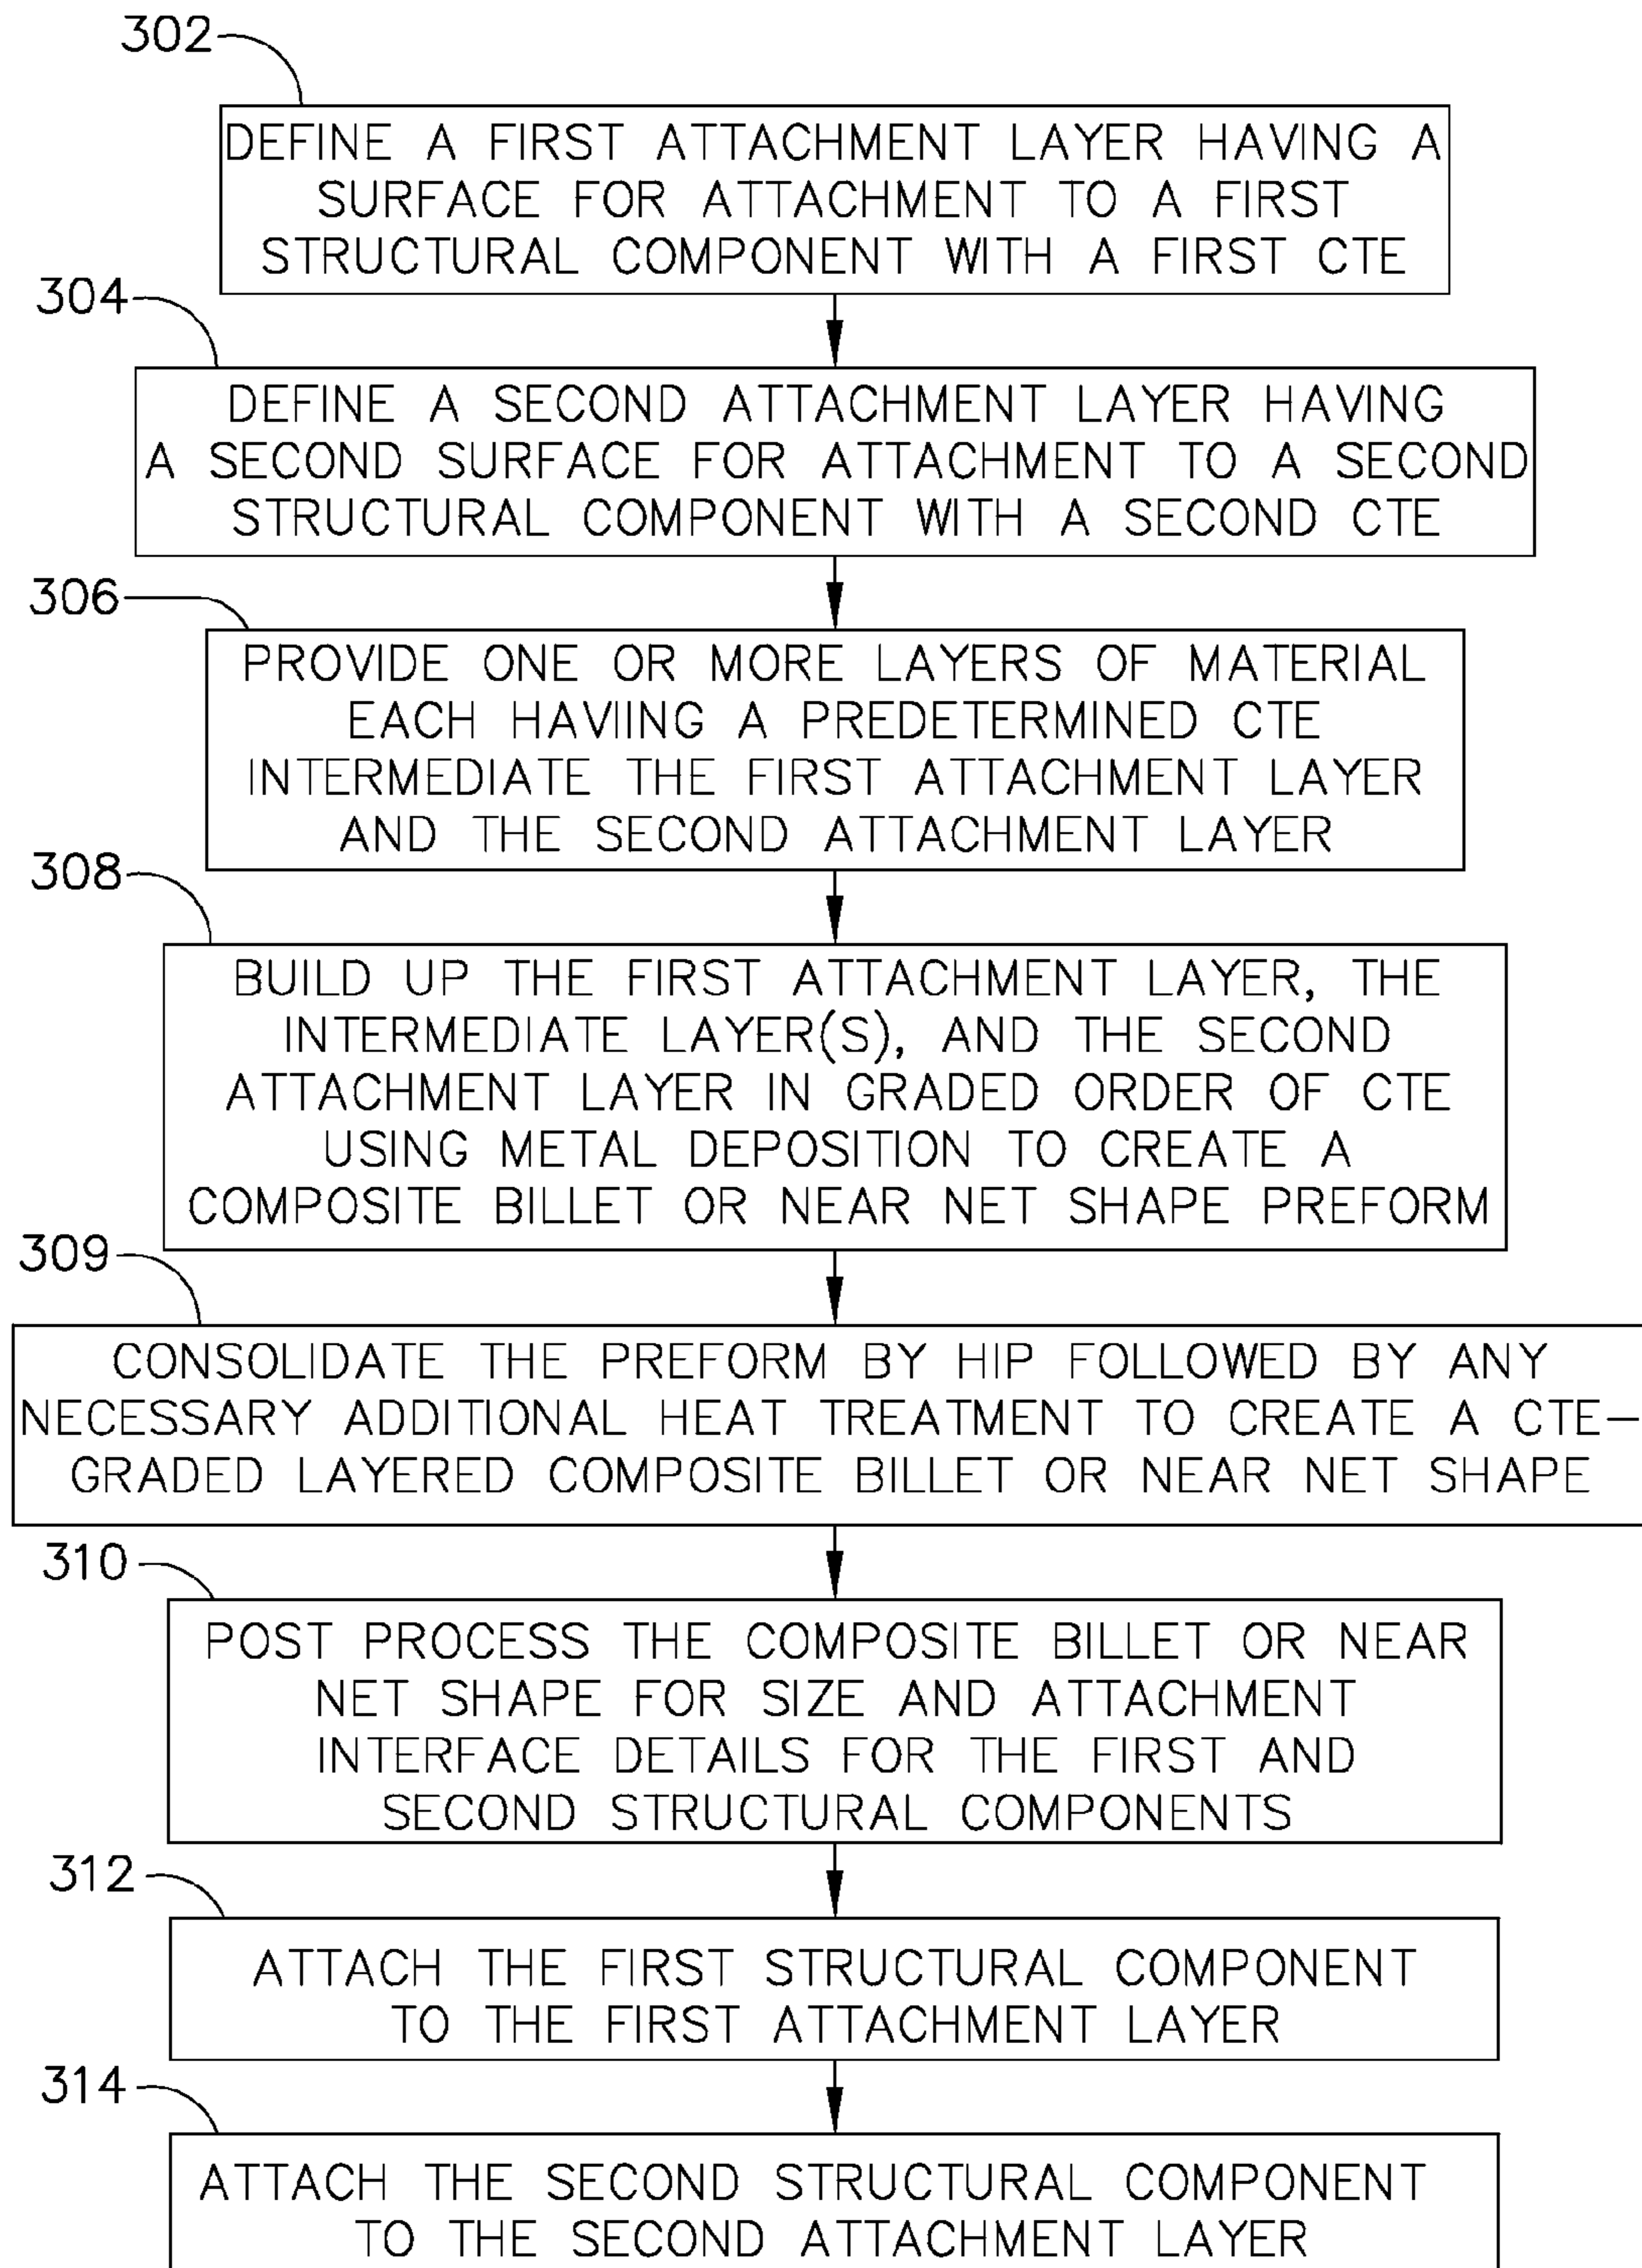 302
DEFINE A FIRST ATTACHMENT LAYER HAVING A
SURFACE FOR ATTACHMENT TO A FIRST
STRUCTURAL COMPONENT WITH A FIRST CTE
304
DEFINE A SECOND ATTACHMENT LAYER HAVING
A SECOND SURFACE FOR ATTACHMENT TO A SECOND
STRUCTURAL COMPONENT WITH A SECOND CTE
306
PROVIDE ONE OR MORE LAYERS OF MATERIAL
EACH HAVIING A PREDETERMINED CTE
INTERMEDIATE THE FIRST ATTACHMENT LAYER
AND THE SECOND ATTACHMENT LAYER
308
BUILD UP THE FIRST ATTACHMENT LAYER, THE
INTERMEDIATE LAYER(S), AND THE SECOND
ATTACHMENT LAYER IN GRADED ORDER OF CTE
USING METAL DEPOSITION TO CREATE A
COMPOSITE BILLET OR NEAR NET SHAPE PREFORM
309
CONSOLIDATE THE PREFORM BY HIP FOLLOWED BY ANY
NECESSARY ADDITIONAL HEAT TREATMENT TO CREATE A CTE-
GRADED LAYERED COMPOSITE BILLET OR NEAR NET SHAPE
310
POST PROCESS THE COMPOSITE BILLET OR NEAR
NET SHAPE FOR SIZE AND ATTACHMENT
INTERFACE DETAILS FOR THE FIRST AND
SECOND STRUCTURAL COMPONENTS
312
ATTACH THE FIRST STRUCTURAL COMPONENT
TO THE FIRST ATTACHMENT LAYER
314
ATTACH THE SECOND STRUCTURAL COMPONENT
TO THE SECOND ATTACHMENT LAYER